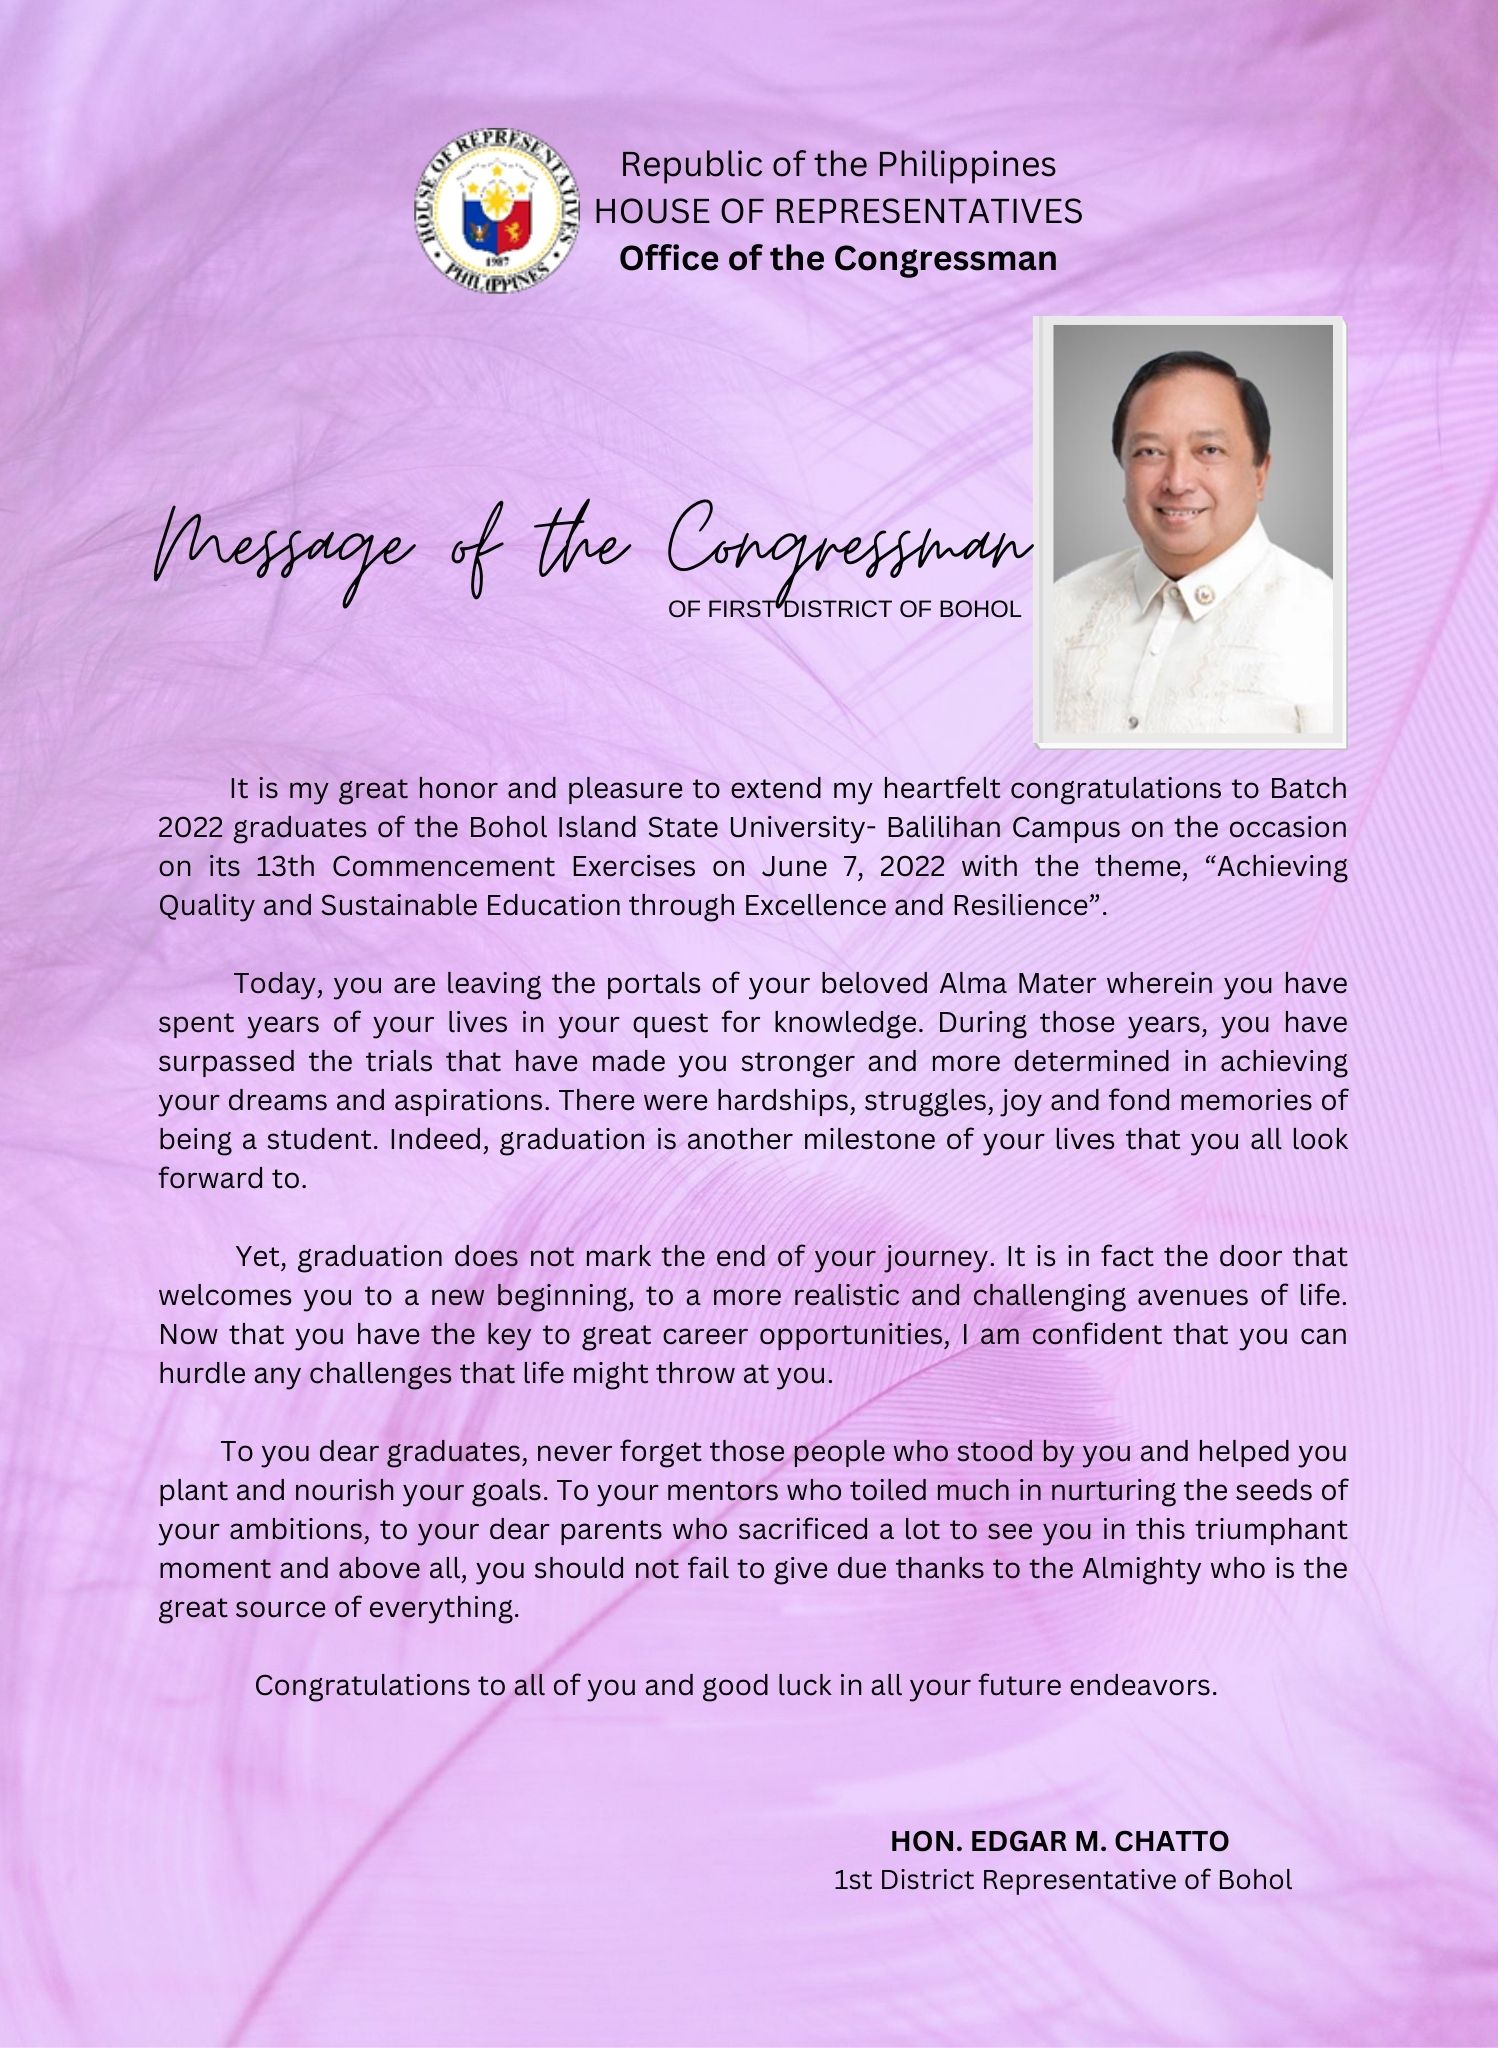 HOUSE OF REPRESENTATIVES
PHILIPPINES
1987
Republic of the Philippines
HOUSE OF REPRESENTATIVES
Office of the Congressman
Message of the Congressman
OF FIRST DISTRICT OF BOHOL
It is my great honor and pleasure to extend my heartfelt congratulations to Batch
2022 graduates of the Bohol Island State University- Balilihan Campus on the occasion
on its 13th Commencement Exercises on June 7, 2022 with the theme, “Achieving
Quality and Sustainable Education through Excellence and Resilience”.
Today, you are leaving the portals of your beloved Alma Mater wherein you have
spent years of your lives in your quest for knowledge. During those years, you have
surpassed the trials that have made you stronger and more determined in achieving
your dreams and aspirations. There were hardships, struggles, joy and fond memories of
being a student. Indeed, graduation is another milestone of your lives that you all look
forward to.
Yet, graduation does not mark the end of your journey. It is in fact the door that
welcomes you to a new beginning, to a more realistic and challenging avenues of life.
Now that you have the key to great career opportunities, I am confident that you can
hurdle any challenges that life might throw at you.
To you dear graduates, never forget those people who stood by you and helped you
plant and nourish your goals. To your mentors who toiled much in nurturing the seeds of
your ambitions, to your dear parents who sacrificed a lot to see you in this triumphant
moment and above all, you should not fail to give due thanks to the Almighty who is the
great source of everything.
Congratulations to all of you and good luck in all your future endeavors.
HON. EDGAR M. CHATTO
1st District Representative of Bohol